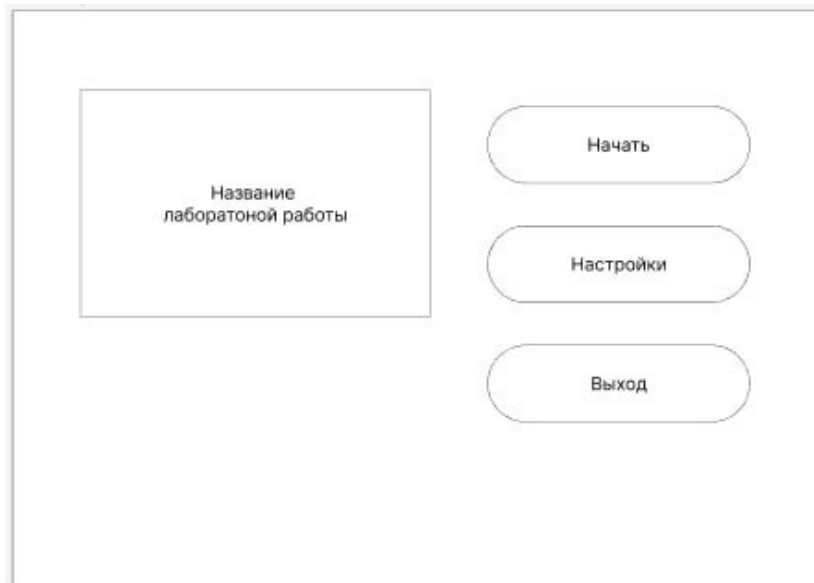 Название
лаборатоной работы
Начать
Настройки
Выход